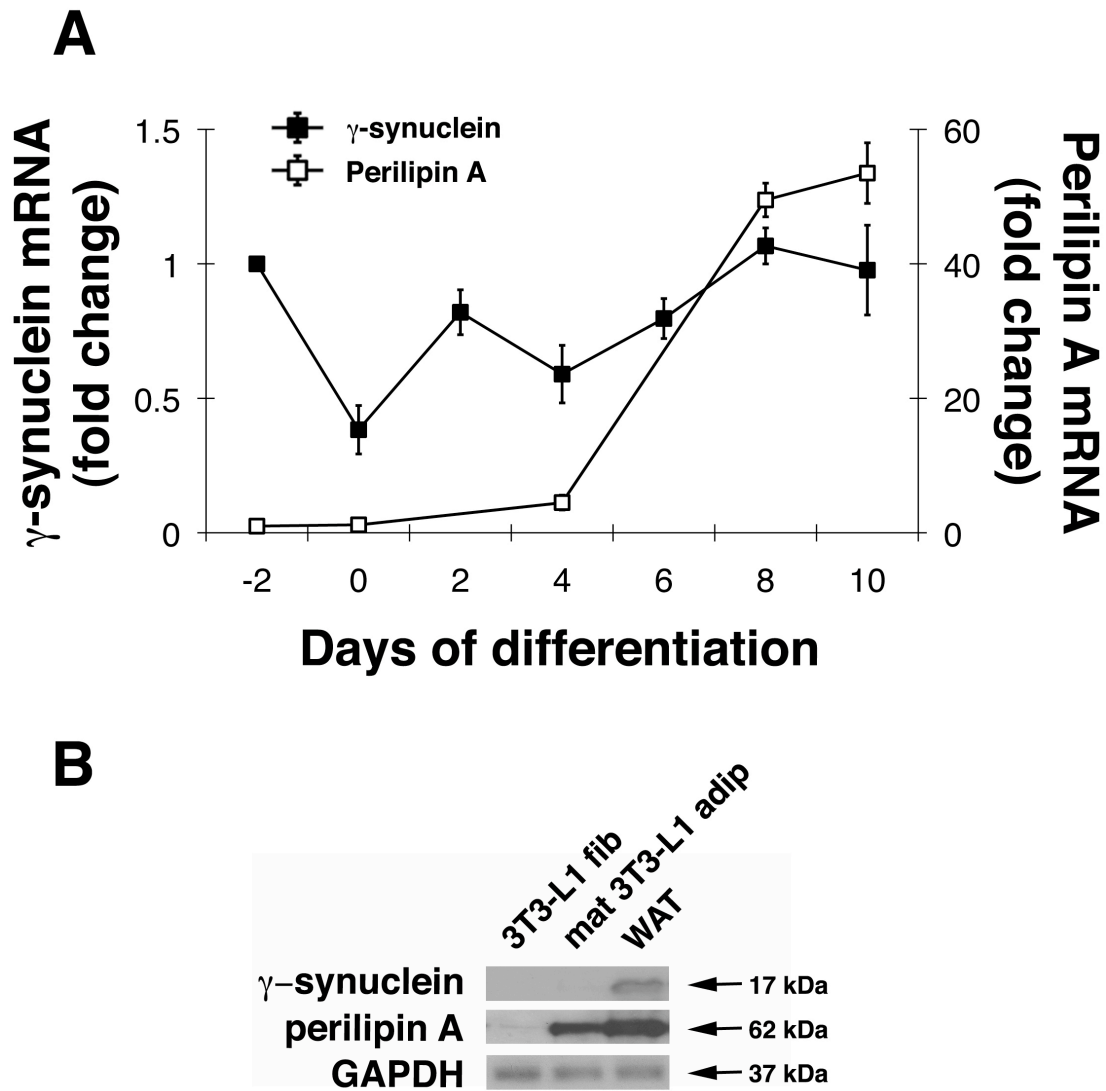 A
γ-synuclein mRNA
(fold change)
1.5
1
0.5
0
γ-synuclein
Perilipin A
60
40
20
0
Perilipin A mRNA
(fold change)
-2 0 2 4 6 8 10
Days of differentiation
B
3T3-L1 fib
mat 3T3-L1 adip
WAT
γ–synuclein 17 kDa
perilipin A 62 kDa
GAPDH 37 kDa